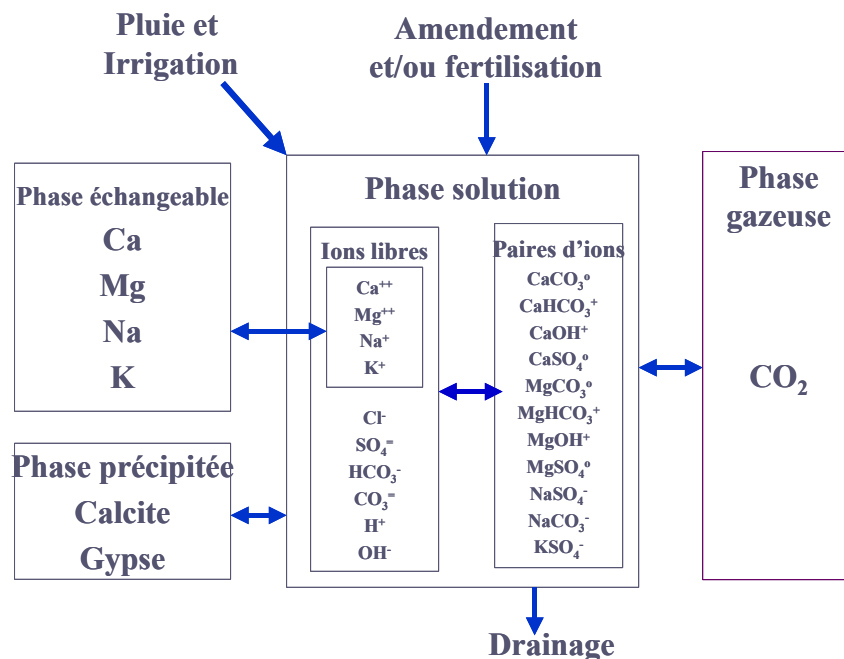 Pluie et
Irrigation
Amendement
et/ou fertilisation
Phase échangeable
Ca
Mg
Na
K
Phase précipitée
Calcite
Gypse
Phase solution
Ions libres
Ca⁺⁺
Mg⁺⁺
Na⁺
K⁺
Cl⁻
SO₄⁼
HCO₃⁻
CO₃⁼
H⁺
OH⁻
Paires d’ions
CaCO₃º
CaHCO₃⁺
CaOH⁺
CaSO₄º
MgCO₃º
MgHCO₃⁺
MgOH⁺
MgSO₄º
NaSO₄⁻
NaCO₃⁻
KSO₄⁻
Phase
gazeuse
CO₂
Drainage